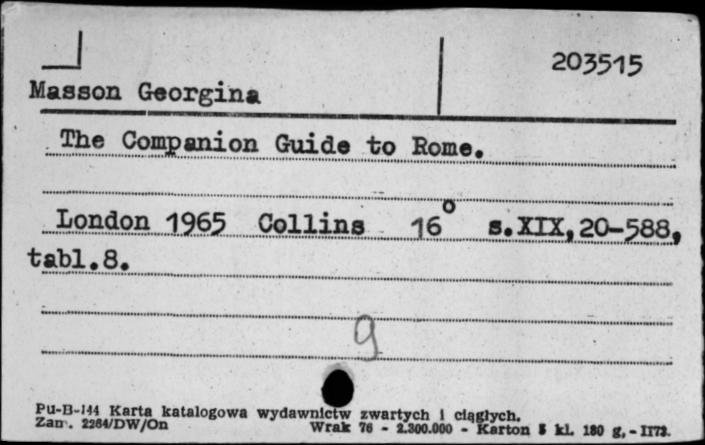 203515
Masson Georgina
The Companion Guide to Rome.
London 1965 Collins 16° s.XIX,20-588,
tabl.8.
9
Pu-B-144 Karta katalogowa wydawnictw zwartych i ciągłych.
Zam. 2264/DW/On Wrak 76 - 2.300.000 - Karton 8 kl. 180 g, - II73.